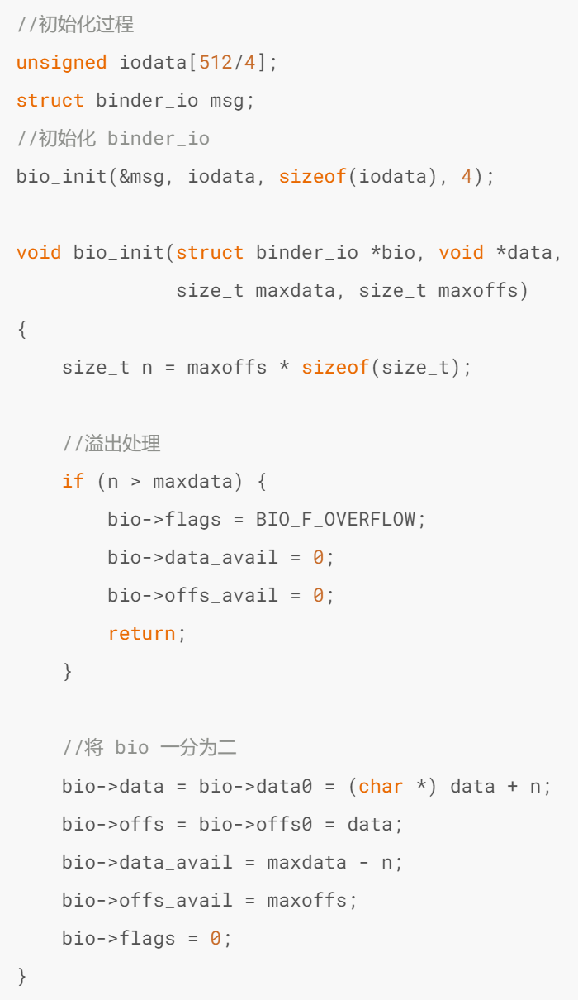 //初始化过程
unsigned iodata[512/4];
struct binder_io msg;
//初始化 binder_io
bio_init(&msg, iodata, sizeof(iodata), 4);
void bio_init(struct binder_io *bio, void *data,
              size_t maxdata, size_t maxoffs)
{
    size_t n = maxoffs * sizeof(size_t);
    //溢出处理
    if (n > maxdata) {
        bio->flags = BIO_F_OVERFLOW;
        bio->data_avail = 0;
        bio->offs_avail = 0;
        return;
    }
    //将 bio 一分为二
    bio->data = bio->data0 = (char *) data + n;
    bio->offs = bio->offs0 = data;
    bio->data_avail = maxdata - n;
    bio->offs_avail = maxoffs;
    bio->flags = 0;
}